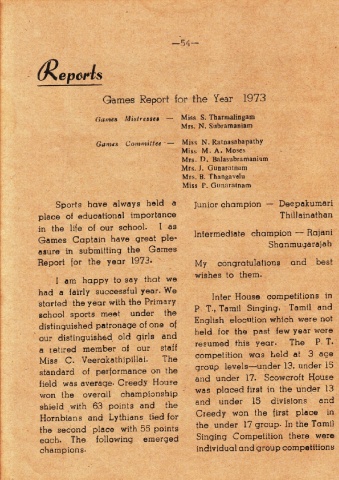 —54—
Reports
Games Report for the Year 1973
Games Mistresses — Miss S. Tharmalingam
Mrs. N. Subramaniam
Games Committee — Miss N. Ratnasabapathy
Miss M. A. Moses
Mrs. D. Balasubramanium
Mrs. J. Gunaratnam
Mrs. B. Thangavelu
Miss P. Gunaratnam
Sports have always held a
place of educational importance
in the life of our school. I as
Games Captain have great plea-
sure in submitting the Games
Report for the year 1973.
I am happy to say that we
had a fairly successful year. We
started the year with the Primary
school sports meet under the
distinguished patronage of one of
our distinguished old girls and
a retired member of our staff
Miss C. Veerakathipillai. The
standard of performance on the
field was average. Creedy House
won the overall championship
shield with 63 points and the
Hornbians and Lythians tied for
the second place with 55 points
each. The following emerged
champions.
Junior champion — Deepakumari
Thillainathan
Intermediate champion — Rajani
Shanmugarajah
My congratulations and best
wishes to them.
Inter House competitions in
P. T., Tamil Singing, Tamil and
English elocution which were not
held for the past few year were
resumed this year. The P. T.
competition was held at 3 age
group levels—under 13, under 15
and under 17. Scowcroft House
was placed first in the under 13
and under 15 divisions and
Creedy won the first place in
the under 17 group. In the Tamil
Singing Competition there were
individual and group competitions